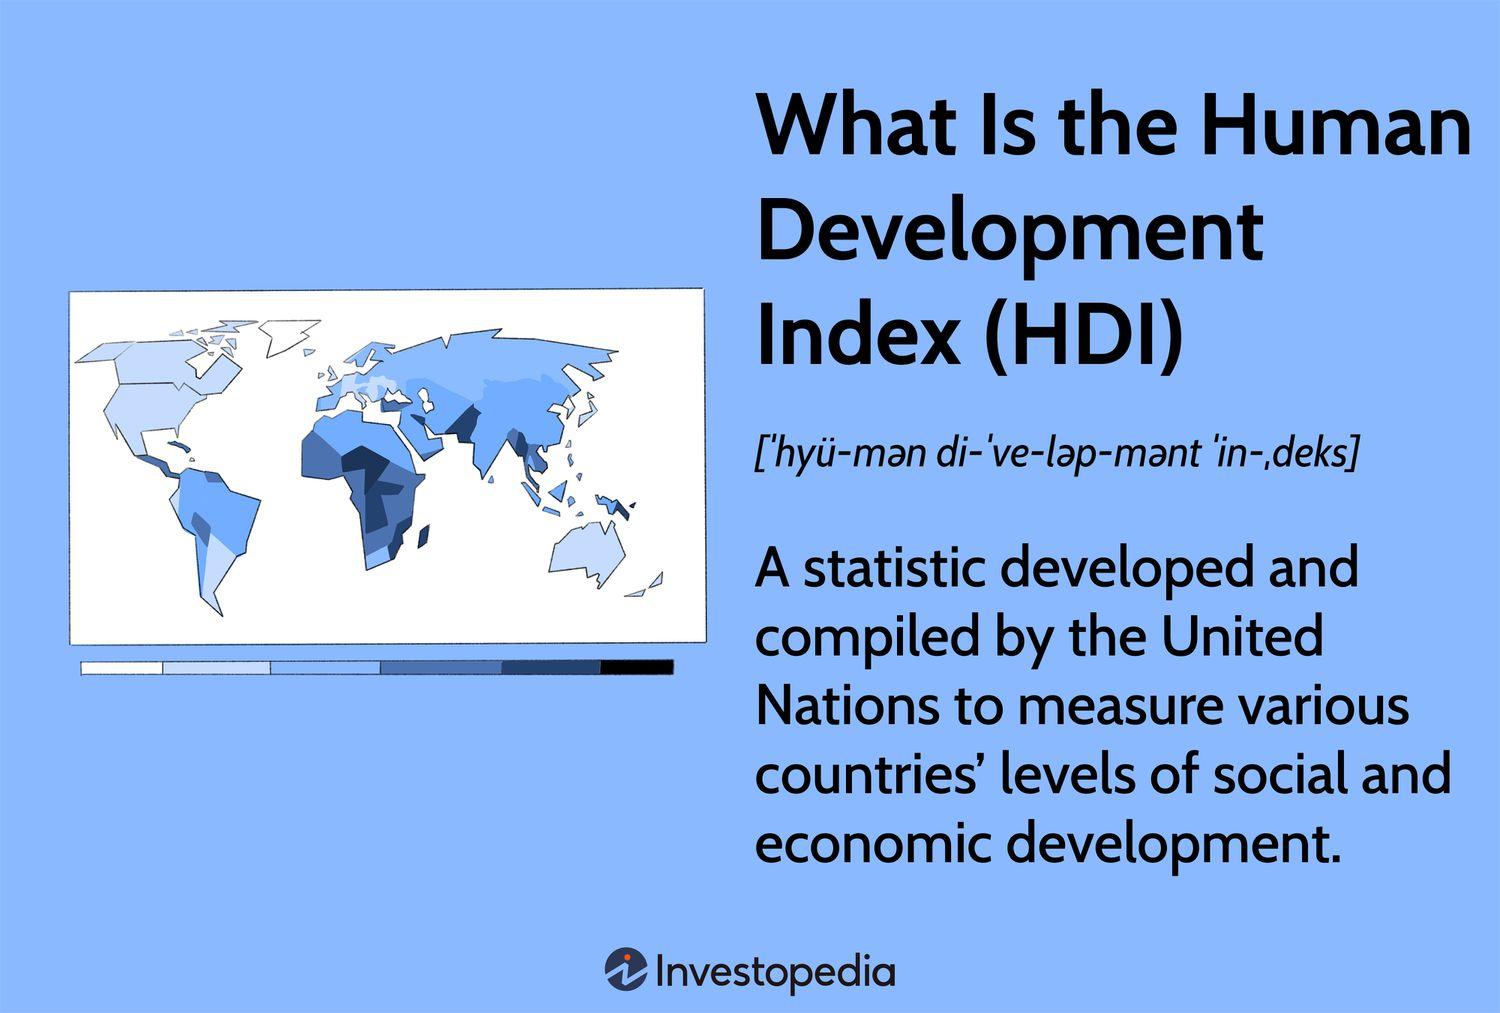 What Is the Human
Development
Index (HDI)
[ˈhyü-mən di-ˈve-ləp-mənt ˈin-ˌdeks]
A statistic developed and
compiled by the United
Nations to measure various
countries’ levels of social and
economic development.
Investopedia